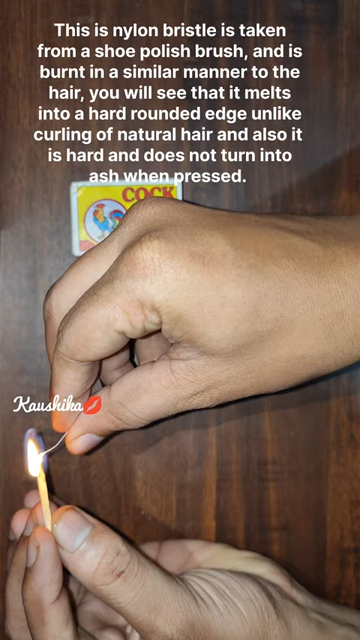 This is nylon bristle is taken
from a shoe polish brush, and is
burnt in a similar manner to the
hair, you will see that it melts
into a hard rounded edge unlike
curling of natural hair and also it
is hard and does not turn into
ash when pressed.
COCK
Kaushika💋